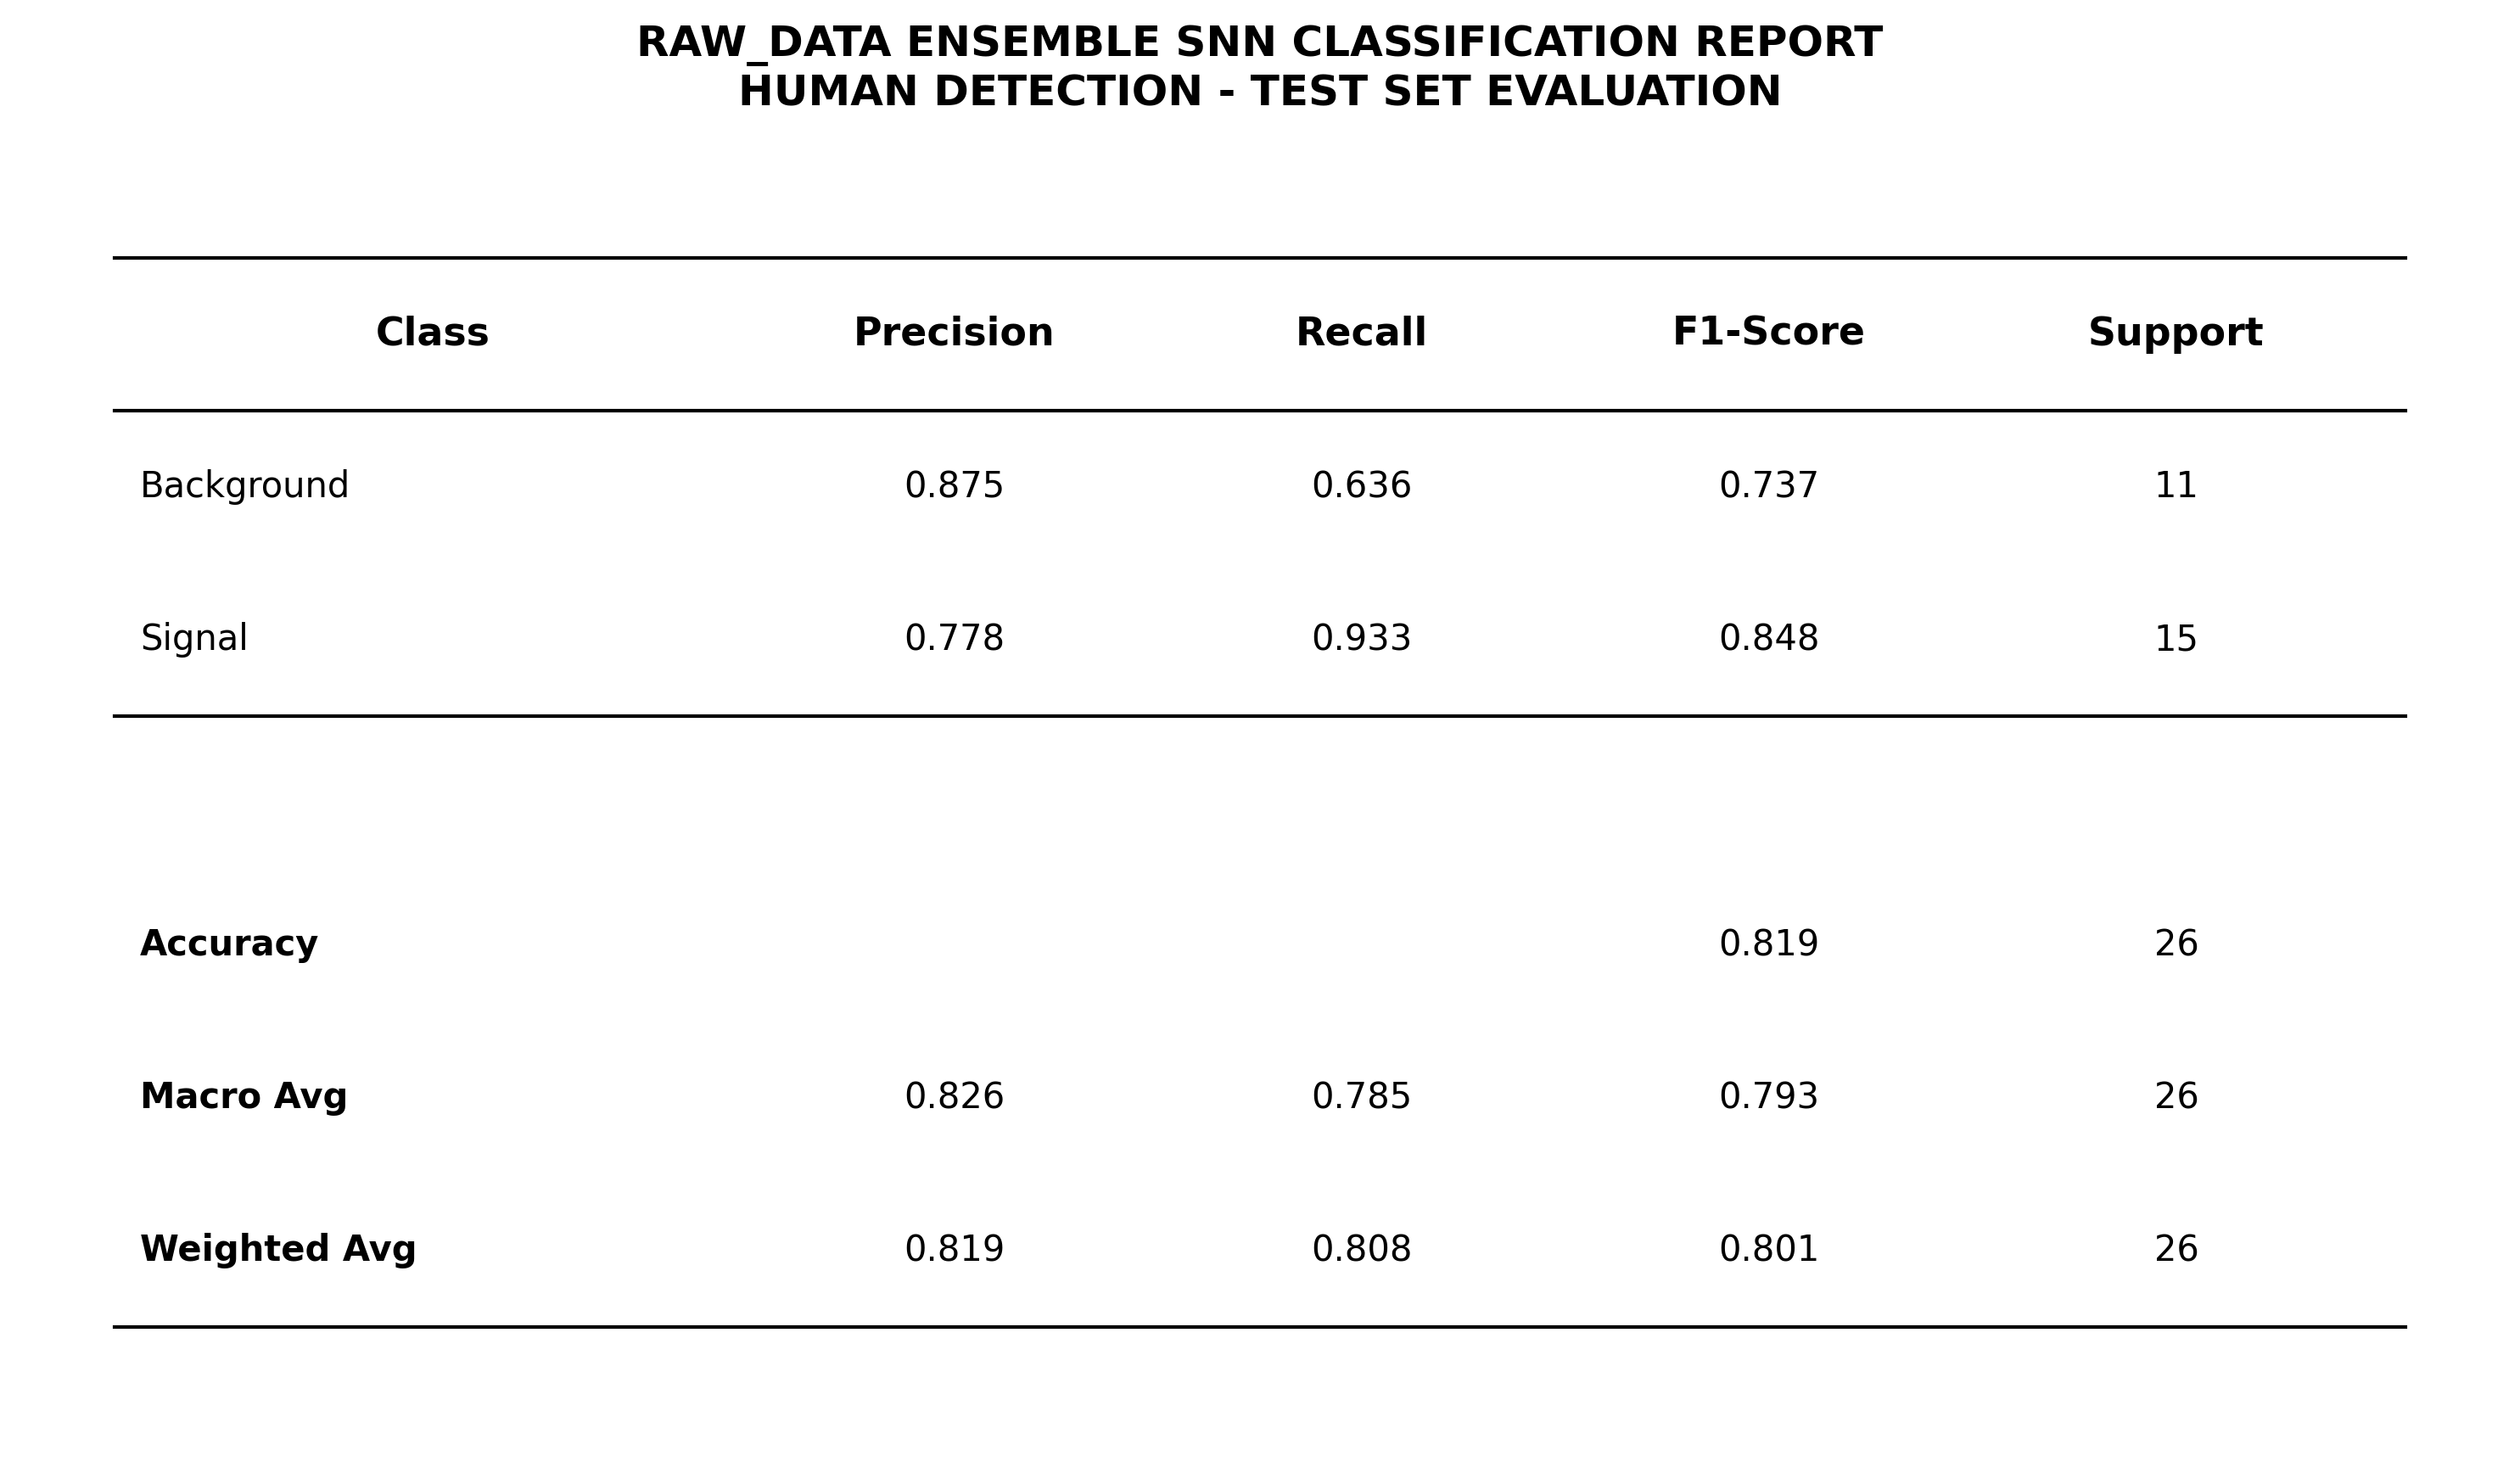 RAW_DATA ENSEMBLE SNN CLASSIFICATION REPORT
HUMAN DETECTION - TEST SET EVALUATION
Class Precision Recall F1-Score Support
Background 0.875 0.636 0.737 11
Signal 0.778 0.933 0.848 15
Accuracy 0.819 26
Macro Avg 0.826 0.785 0.793 26
Weighted Avg 0.819 0.808 0.801 26